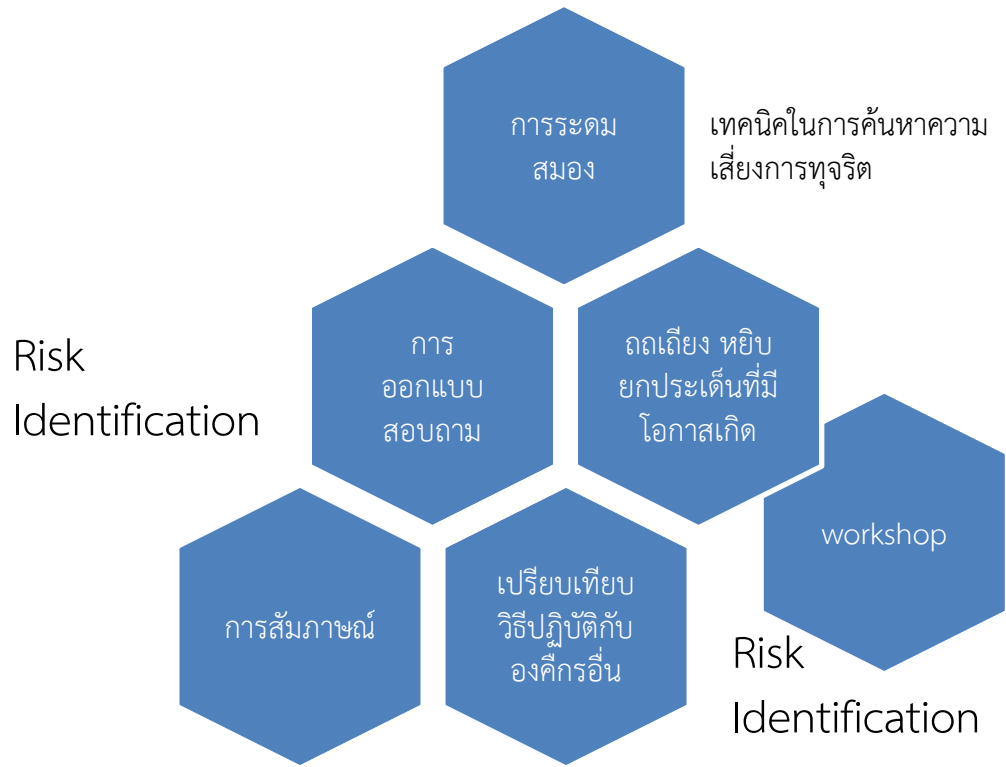 การระดม
สมอง
เทคนิคในการค้นหาความ
เสี่ยงการทุจริต
Risk
Identification
การ
ออกแบบ
สอบถาม
ถถเถียง หยิบ
ยกประเด็นที่มี
โอกาสเกิด
workshop
การสัมภาษณ์
เปรียบเทียบ
วิธีปฏิบัติกับ
องคืกรอื่น
Risk
Identification